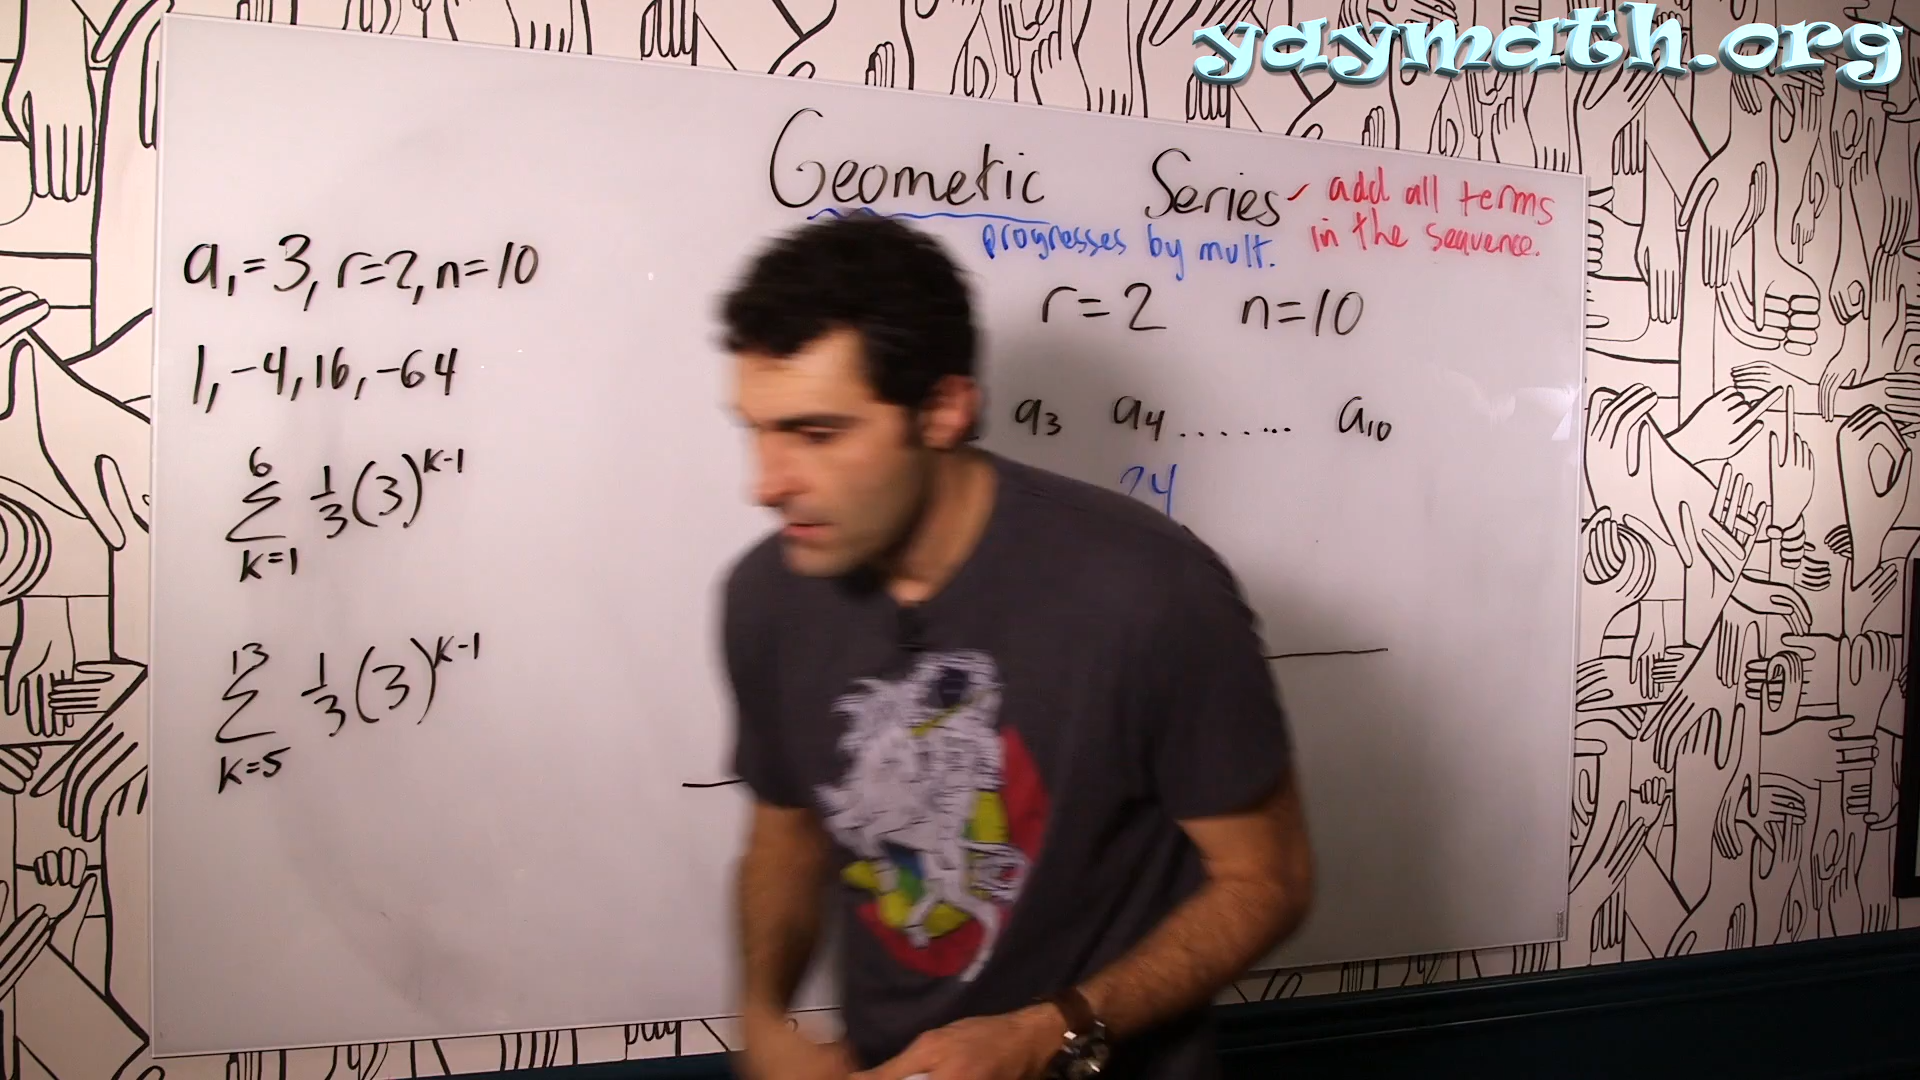 yaymath.org
Geometic Series - add all terms
in the sequence.
progresses by mult.
a₁=3, r=2, n=10
r=2 n=10
1, -4, 16, -64
a₃ a₄ ....... a₁₀
24
6
Σ 1/3(3)^(k-1)
k=1
13
Σ 1/3(3)^(k-1)
k=5